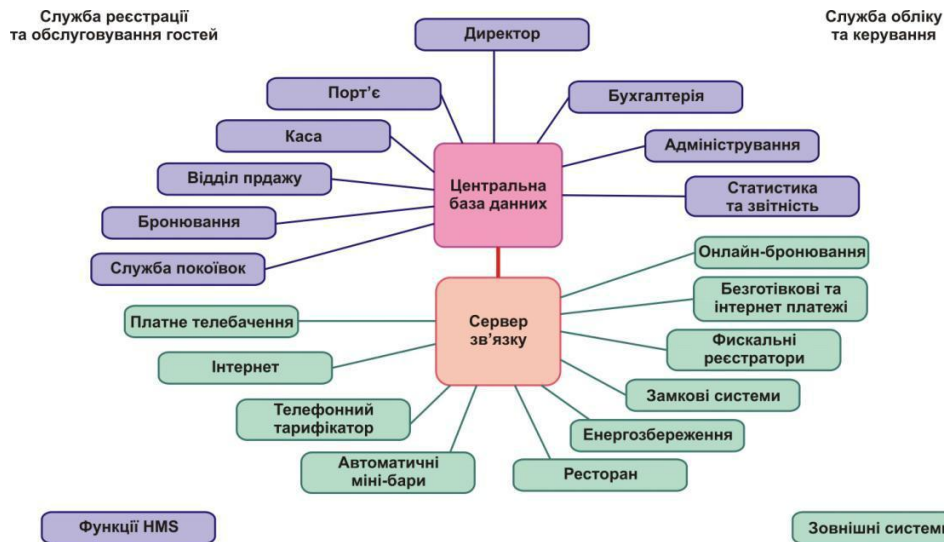 Служба реєстрації
та обслуговування гостей
Служба обліку
та керування
Директор
Порт’є
Бухгалтерія
Каса
Адміністрування
Відділ прдажу
Центральна
база данних
Статистика
та звітність
Бронювання
Служба покоївок
Онлайн-бронювання
Безготівкові та
інтернет платежі
Платне телебачення
Сервер
зв’язку
Фискальні
реєстратори
Інтернет
Замкові системи
Телефонний
тарифікатор
Енергозбереження
Автоматичні
міні-бари
Ресторан
Функції HMS
Зовнішні системи